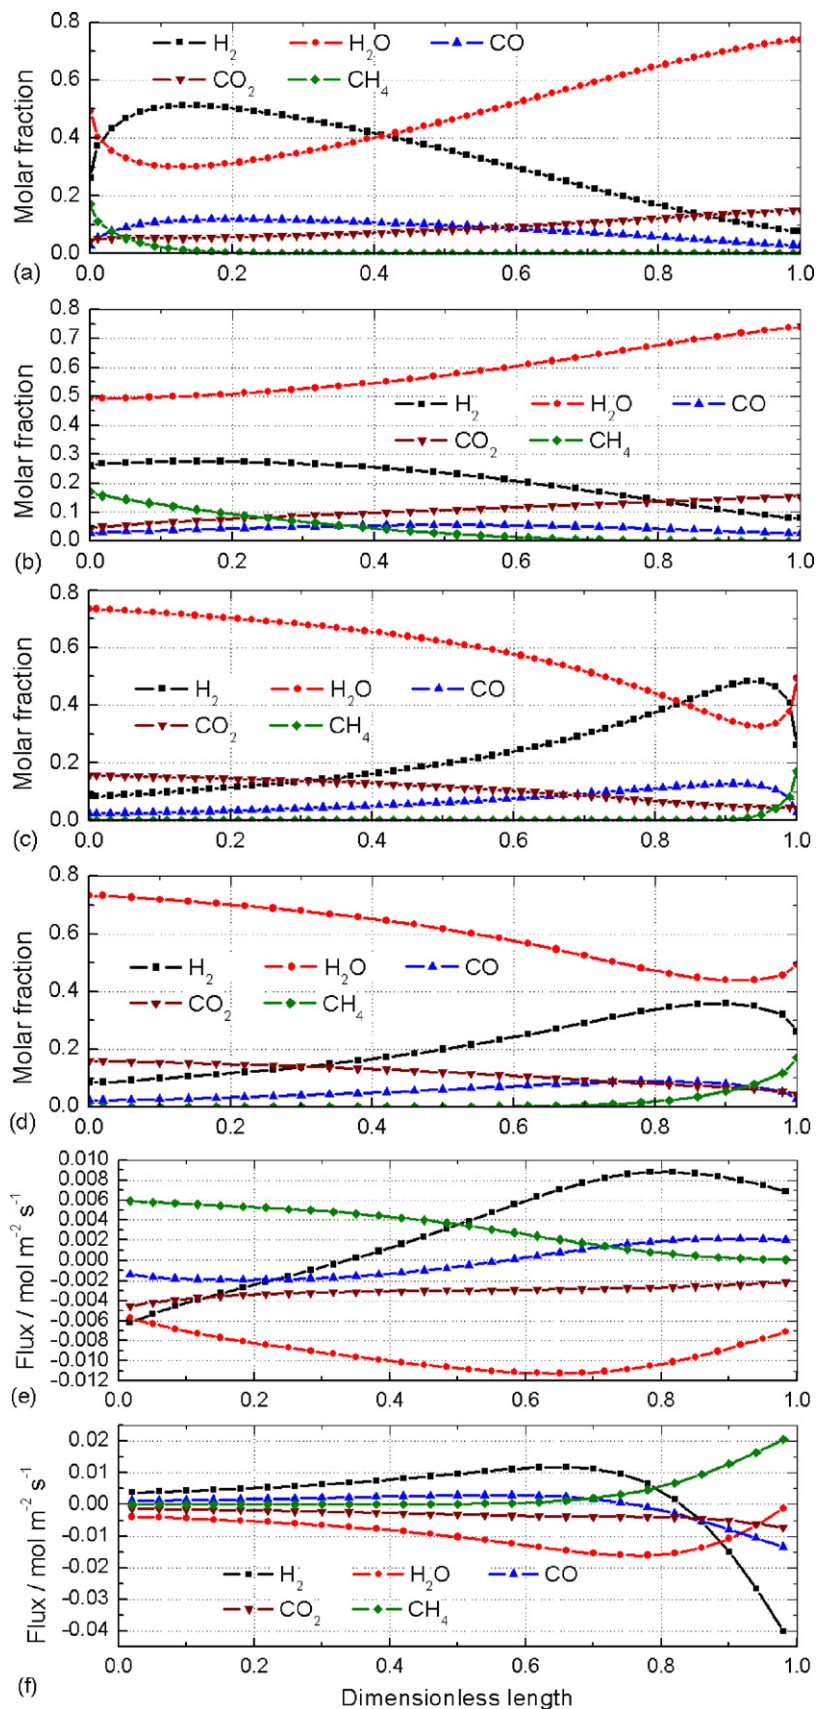 0.8
0.6
0.4
0.2
0.0
Molar fraction
H₂ H₂O CO
CO₂ CH₄
(a)
0.0 0.2 0.4 0.6 0.8 1.0
0.8
0.7
0.6
0.5
0.4
0.3
0.2
0.1
0.0
Molar fraction
H₂ H₂O CO
CO₂ CH₄
(b)
0.0 0.2 0.4 0.6 0.8 1.0
0.8
0.6
0.4
0.2
0.0
Molar fraction
H₂ H₂O CO
CO₂ CH₄
(c)
0.0 0.2 0.4 0.6 0.8 1.0
0.8
0.6
0.4
0.2
0.0
Molar fraction
H₂ H₂O CO
CO₂ CH₄
(d)
0.0 0.2 0.4 0.6 0.8 1.0
0.010
0.008
0.006
0.004
0.002
0.000
-0.002
-0.004
-0.006
-0.008
-0.010
-0.012
Flux / mol m⁻² s⁻¹
(e)
0.0 0.2 0.4 0.6 0.8 1.0
0.02
0.01
0.00
-0.01
-0.02
-0.03
-0.04
Flux / mol m⁻² s⁻¹
H₂ H₂O CO
CO₂ CH₄
(f)
0.0 0.2 0.4 0.6 0.8 1.0
Dimensionless length